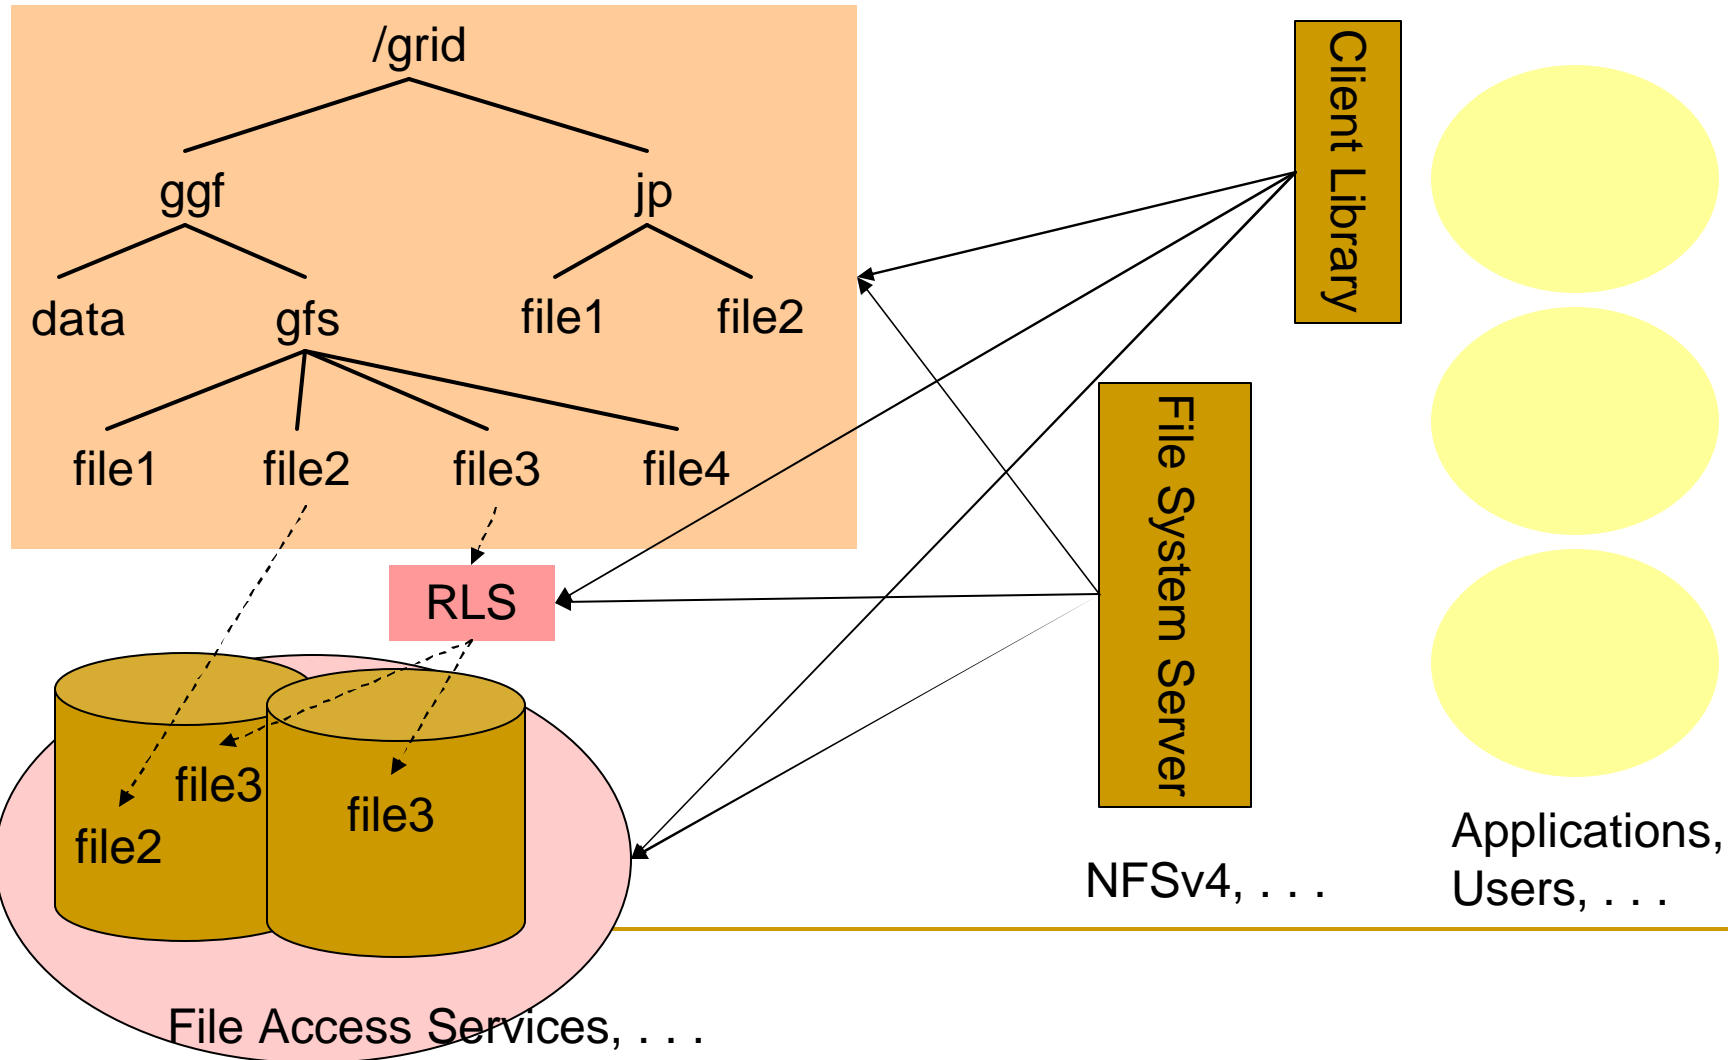 /grid
ggf
jp
data
gfs
file1
file2
file1
file2
file3
file4
RLS
file3
file2
file3
File Access Services, . . .
Client Library
File System Server
NFSv4, . . .
Applications,
Users, . . .